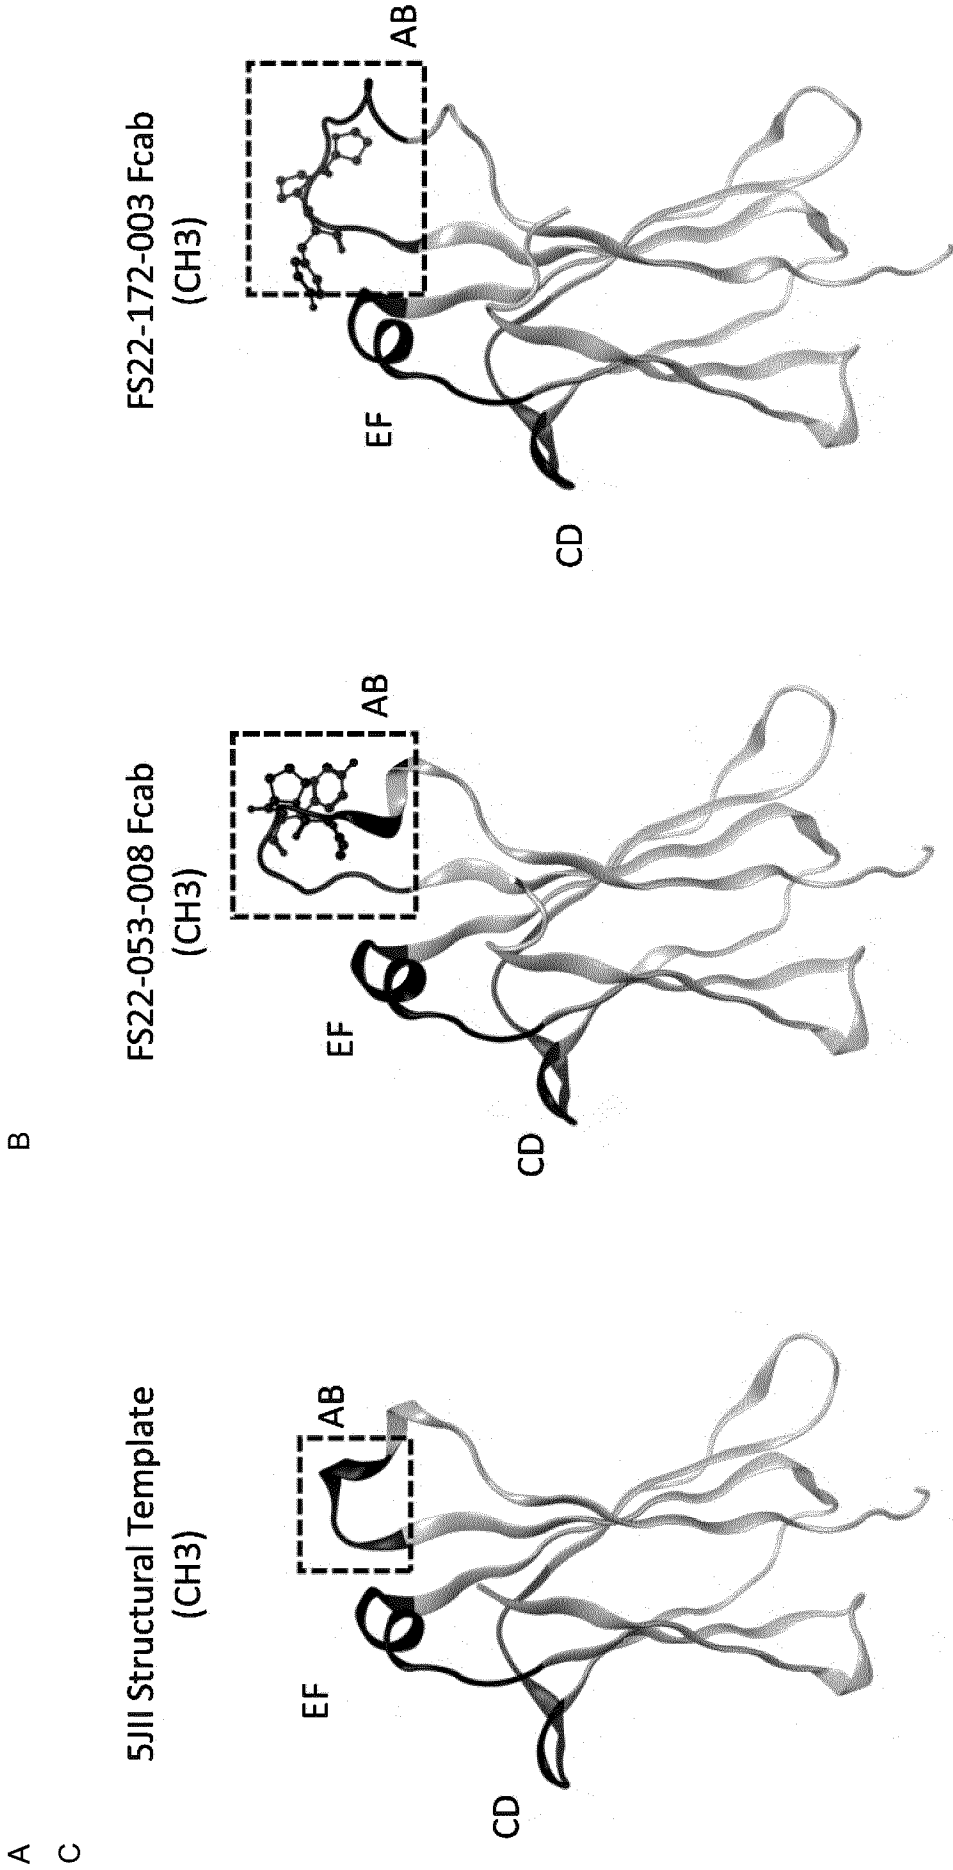 A
B
C
5JII Structural Template
(CH3)
AB
EF
CD
FS22-053-008 Fcab
(CH3)
AB
EF
CD
FS22-172-003 Fcab
(CH3)
AB
EF
CD